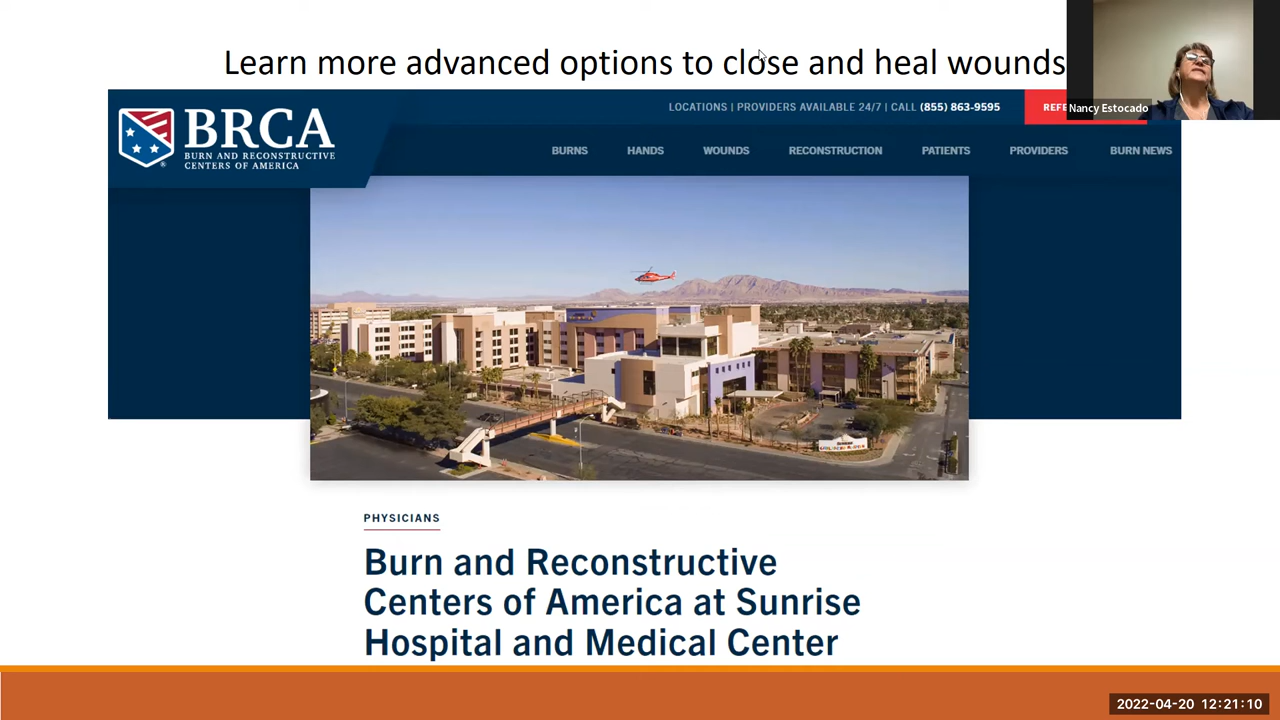 Learn more advanced options to close and heal wounds
Nancy Estocado
LOCATIONS | PROVIDERS AVAILABLE 24/7 | CALL (855) 863-9595
REFE
BRCA
BURN AND RECONSTRUCTIVE
CENTERS OF AMERICA
®
BURNS HANDS WOUNDS RECONSTRUCTION PATIENTS PROVIDERS BURN NEWS
PHYSICIANS
Burn and Reconstructive
Centers of America at Sunrise
Hospital and Medical Center
2022-04-20 12:21:10